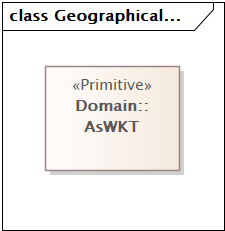 class Geographical...
«Primitive»
Domain::
AsWKT